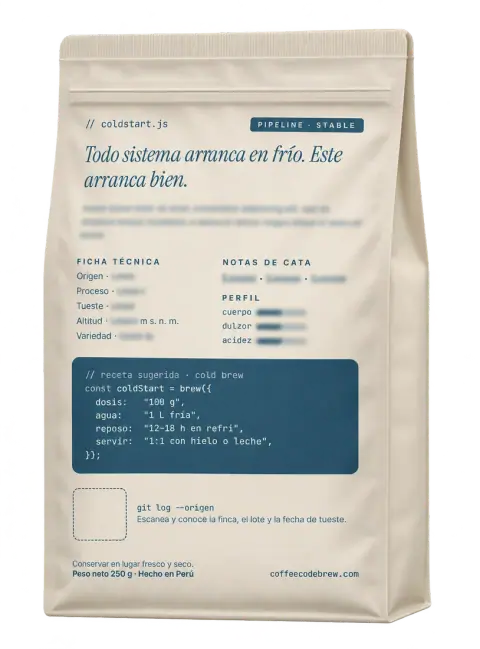 // coldstart.js
PIPELINE · STABLE
Todo sistema arranca en frío. Este
arranca bien.
FICHA TÉCNICA
Origen ·
Proceso ·
Tueste ·
Altitud · m s. n. m.
Variedad ·
NOTAS DE CATA
· ·
PERFIL
cuerpo
dulzor
acidez
// receta sugerida · cold brew
const coldStart = brew({
dosis: "100 g",
agua: "1 L fría",
reposo: "12–18 h en refri",
servir: "1:1 con hielo o leche",
});
git log --origen
Escanea y conoce la finca, el lote y la fecha de tueste.
Conservar en lugar fresco y seco.
Peso neto 250 g · Hecho en Perú
coffeecodebrew.com